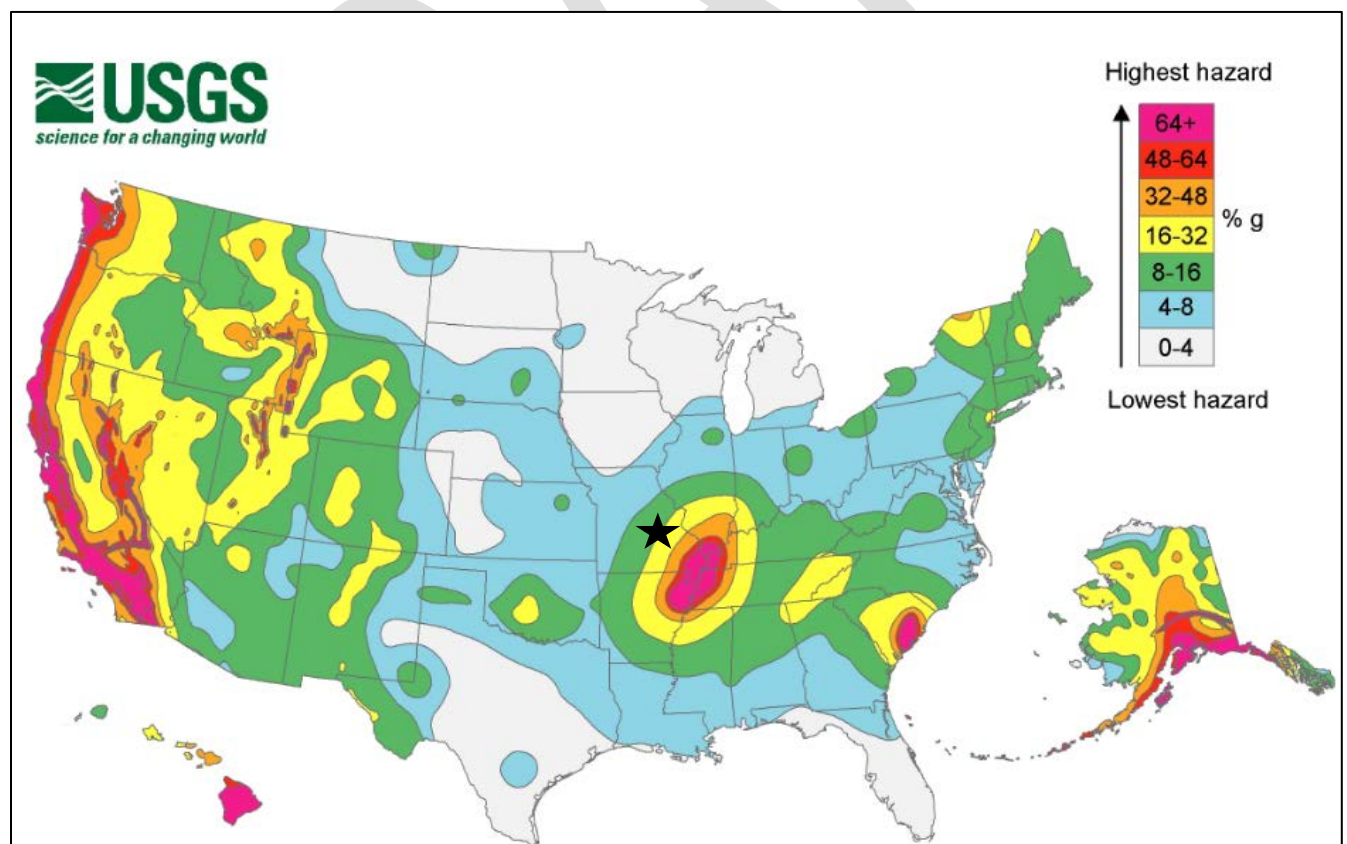 USGS
science for a changing world
Highest hazard
64+
48-64
32-48
16-32
8-16
4-8
0-4
% g
Lowest hazard